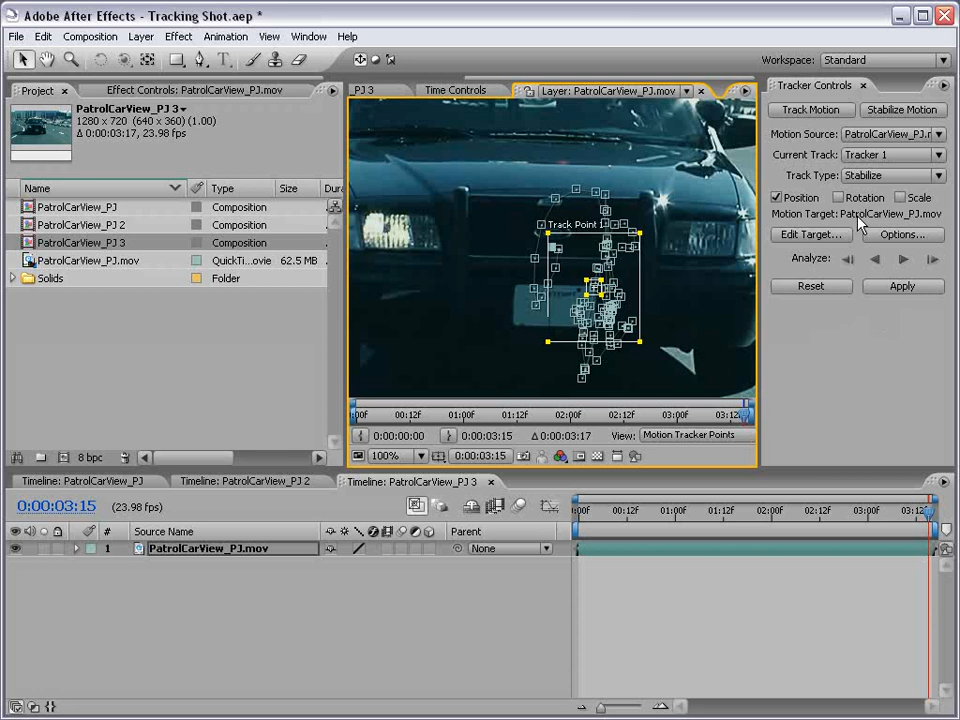 Adobe After Effects - Tracking Shot.aep *
File Edit Composition Layer Effect Animation View Window Help
Workspace: Standard
Project Effect Controls: PatrolCarView_PJ.mov
PatrolCarView_PJ 3
1280 x 720 (640 x 360) (1.00)
Δ 0:00:03:17, 23.98 fps
Name Type Size Dura
PatrolCarView_PJ Composition
PatrolCarView_PJ 2 Composition
PatrolCarView_PJ 3 Composition
PatrolCarView_PJ.mov QuickTi...ovie 62.5 MB
Solids Folder
8 bpc
PJ 3 Time Controls Layer: PatrolCarView_PJ.mov
Track Point 1
:00F 00:12F 01:00F 01:12F 02:00F 02:12F 03:00F 03:12F
0:00:00:00 0:00:03:15 Δ 0:00:03:17 View: Motion Tracker Points
100% 0:00:03:15
Tracker Controls
Track Motion Stabilize Motion
Motion Source: PatrolCarView_PJ.r
Current Track: Tracker 1
Track Type: Stabilize
Position Rotation Scale
Motion Target: PatrolCarView_PJ.mov
Edit Target... Options...
Analyze:
Reset Apply
Timeline: PatrolCarView_PJ Timeline: PatrolCarView_PJ 2 Timeline: PatrolCarView_PJ 3
0:00:03:15 (23.98 fps)
:00F 00:12F 01:00F 01:12F 02:00F 02:12F 03:00F 03:12
# Source Name Parent
1 PatrolCarView_PJ.mov None